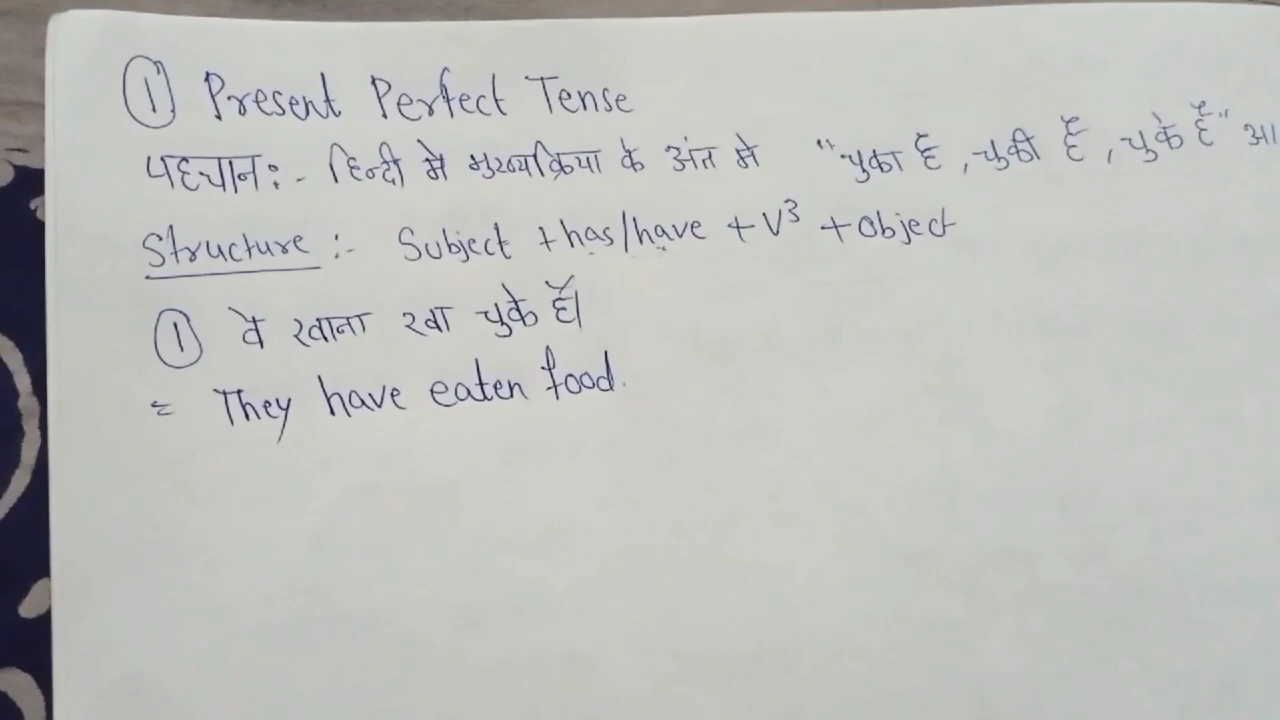 ① Present Perfect Tense
पहचान:- हिन्दी में मुख्यक्रिया के अंत में "चुका है, चुकी है, चुके हैं" आ
Structure :- Subject + has/have + V³ + object
① वे खाना खा चुके हैं।
= They have eaten food.